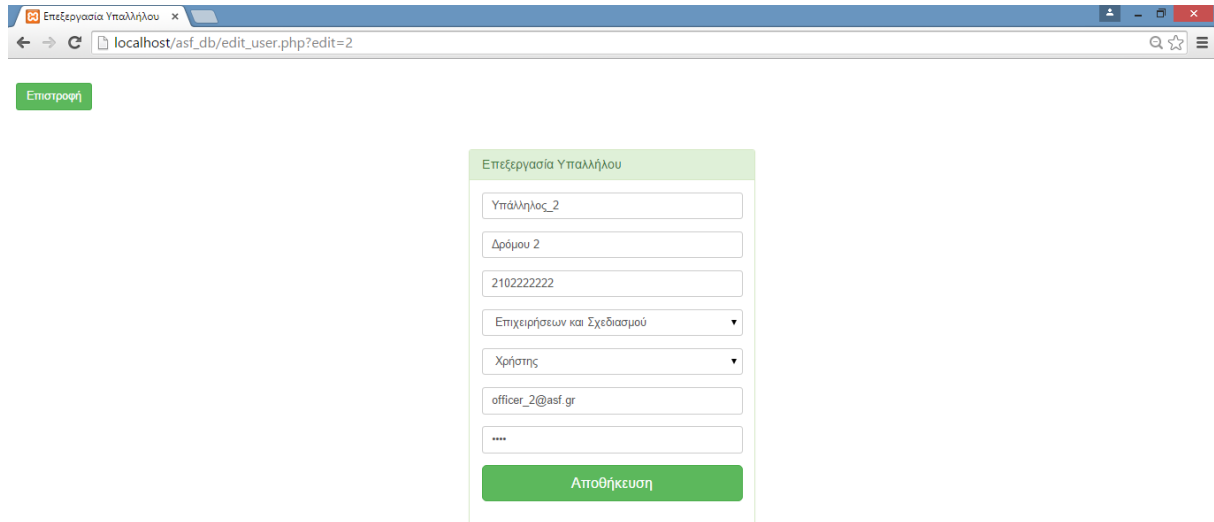 Επεξεργασία Υπαλλήλου
localhost/asf_db/edit_user.php?edit=2
Επιστροφή
Επεξεργασία Υπαλλήλου
Υπάλληλος_2
Δρόμου 2
2102222222
Επιχειρήσεων και Σχεδιασμού
Χρήστης
officer_2@asf.gr
••••
Αποθήκευση